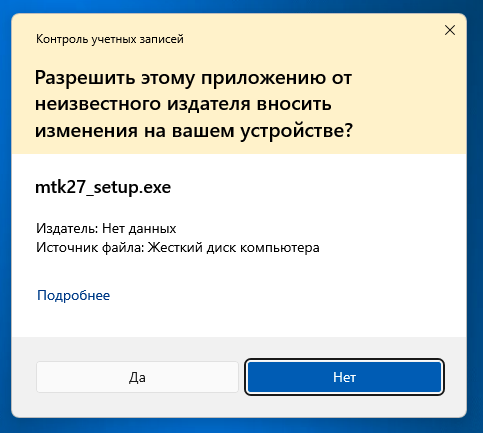 Контроль учетных записей
Разрешить этому приложению от
неизвестного издателя вносить
изменения на вашем устройстве?
mtk27_setup.exe
Издатель: Нет данных
Источник файла: Жесткий диск компьютера
Подробнее
Да
Нет